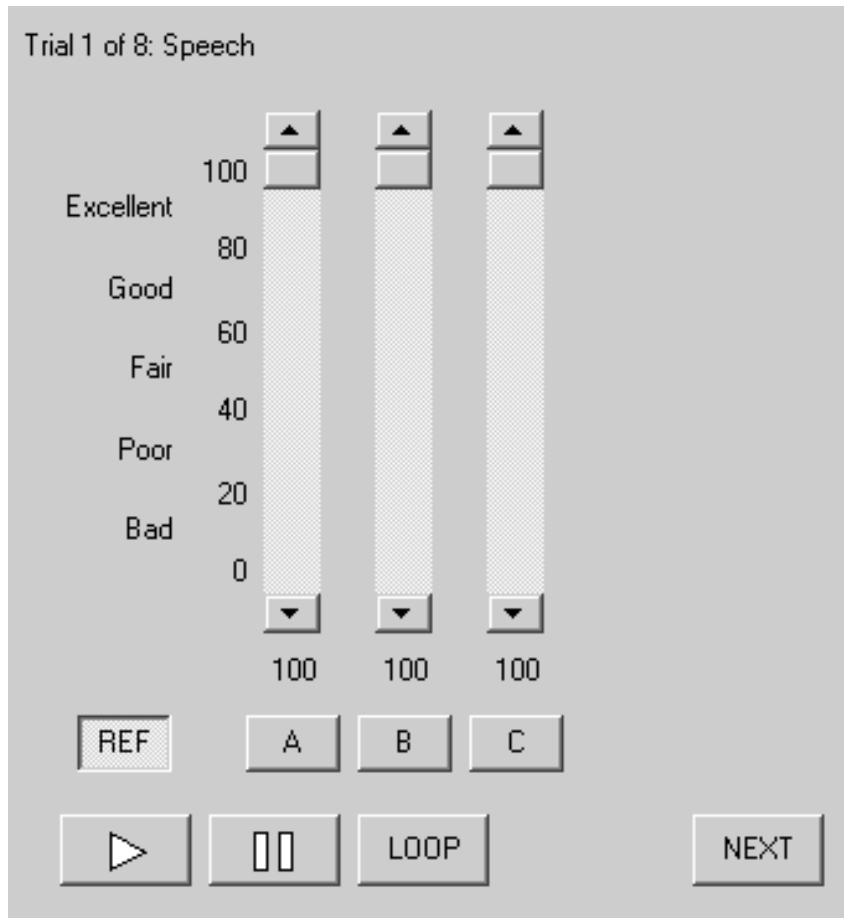 Trial 1 of 8: Speech
100
Excellent
80
Good
60
Fair
40
Poor
20
Bad
0
100 100 100
REF A B C
LOOP NEXT